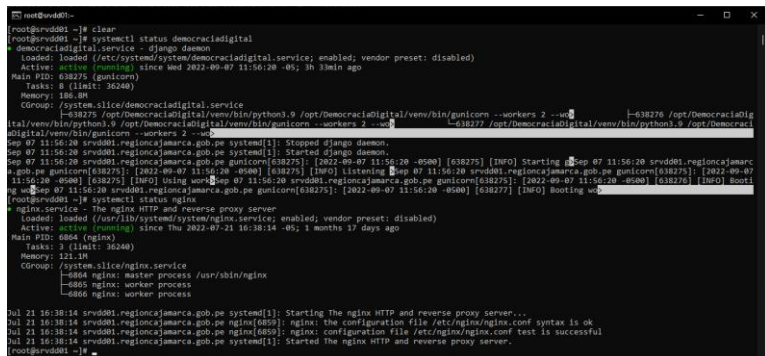 root@srvdd01:~
[root@srvdd01 ~]# clear
[root@srvdd01 ~]# systemctl status democraciadigital
● democraciadigital.service - django daemon
Loaded: loaded (/etc/systemd/system/democraciadigital.service; enabled; vendor preset: disabled)
Active: active (running) since Wed 2022-09-07 11:56:20 -05; 3h 33min ago
Main PID: 638275 (gunicorn)
Tasks: 8 (limit: 36240)
Memory: 186.8M
CGroup: /system.slice/democraciadigital.service
├─638275 /opt/DemocraciaDigital/venv/bin/python3.9 /opt/DemocraciaDigital/venv/bin/gunicorn --workers 2 --wo> ├─638276 /opt/DemocraciaDig
ital/venv/bin/python3.9 /opt/DemocraciaDigital/venv/bin/gunicorn --workers 2 --wo> └─638277 /opt/DemocraciaDigital/venv/bin/python3.9 /opt/Democraci
aDigital/venv/bin/gunicorn --workers 2 --wo>
Sep 07 11:56:20 srvdd01.regioncajamarca.gob.pe systemd[1]: Stopped django daemon.
Sep 07 11:56:20 srvdd01.regioncajamarca.gob.pe systemd[1]: Started django daemon.
Sep 07 11:56:20 srvdd01.regioncajamarca.gob.pe gunicorn[638275]: [2022-09-07 11:56:20 -0500] [638275] [INFO] Starting g>Sep 07 11:56:20 srvdd01.regioncajamarc
a.gob.pe gunicorn[638275]: [2022-09-07 11:56:20 -0500] [638275] [INFO] Listening >Sep 07 11:56:20 srvdd01.regioncajamarca.gob.pe gunicorn[638275]: [2022-09-07
11:56:20 -0500] [638275] [INFO] Using work>Sep 07 11:56:20 srvdd01.regioncajamarca.gob.pe gunicorn[638275]: [2022-09-07 11:56:20 -0500] [638276] [INFO] Booti
ng wo>Sep 07 11:56:20 srvdd01.regioncajamarca.gob.pe gunicorn[638275]: [2022-09-07 11:56:20 -0500] [638277] [INFO] Booting wo>
[root@srvdd01 ~]# systemctl status nginx
● nginx.service - The nginx HTTP and reverse proxy server
Loaded: loaded (/usr/lib/systemd/system/nginx.service; enabled; vendor preset: disabled)
Active: active (running) since Thu 2022-07-21 16:38:14 -05; 1 months 17 days ago
Main PID: 6864 (nginx)
Tasks: 3 (limit: 36240)
Memory: 121.1M
CGroup: /system.slice/nginx.service
├─6864 nginx: master process /usr/sbin/nginx
├─6865 nginx: worker process
└─6866 nginx: worker process
Jul 21 16:38:14 srvdd01.regioncajamarca.gob.pe systemd[1]: Starting The nginx HTTP and reverse proxy server...
Jul 21 16:38:14 srvdd01.regioncajamarca.gob.pe nginx[6859]: nginx: the configuration file /etc/nginx/nginx.conf syntax is ok
Jul 21 16:38:14 srvdd01.regioncajamarca.gob.pe nginx[6859]: nginx: configuration file /etc/nginx/nginx.conf test is successful
Jul 21 16:38:14 srvdd01.regioncajamarca.gob.pe systemd[1]: Started The nginx HTTP and reverse proxy server.
[root@srvdd01 ~]#